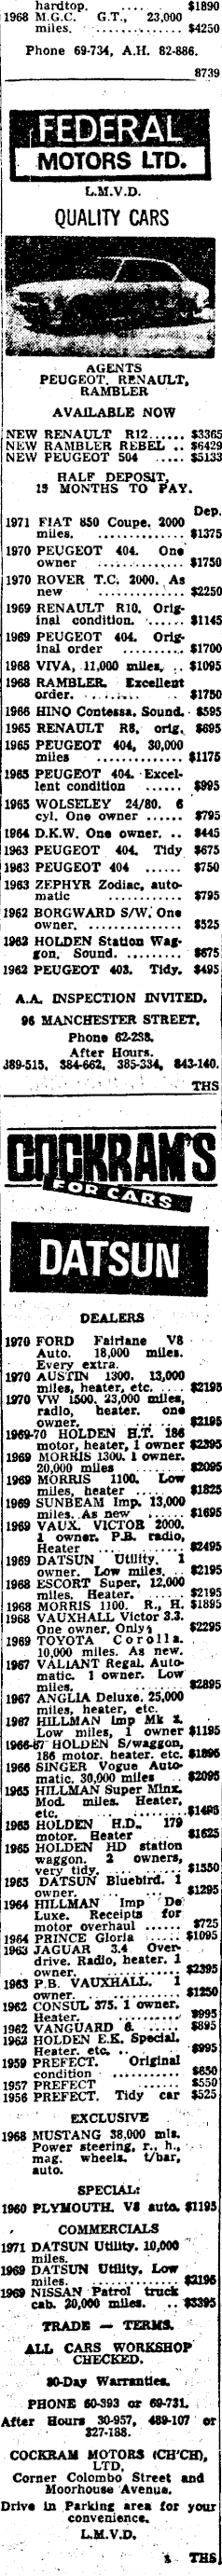 hardtop. .......... $1890
1968 M.G.C. G.T., 23,000
miles. .............. $4250
Phone 69-734, A.H. 82-886.
8739
FEDERAL
MOTORS LTD.
L.M.V.D.
QUALITY CARS
AGENTS
PEUGEOT, RENAULT,
RAMBLER
AVAILABLE NOW
NEW RENAULT R12...... $3365
NEW RAMBLER REBEL .. $6429
NEW PEUGEOT 504 ..... $5133
HALF DEPOSIT,
15 MONTHS TO PAY.
Dep.
1971 FIAT 850 Coupe. 2000
miles. .............. $1375
1970 PEUGEOT 404. One
owner .............. $1750
1970 ROVER T.C. 2000. As
new ................ $2250
1969 RENAULT R10. Orig-
inal condition. ...... $1145
1969 PEUGEOT 404. Orig-
inal order ......... $1700
1968 VIVA, 11,000 miles. .. $1095
1968 RAMBLER. Excellent
order. .............. $1750
1966 HINO Contessa. Sound. $595
1965 RENAULT R8, orig. $695
1965 PEUGEOT 404, 30,000
miles .............. $1175
1965 PEUGEOT 404. Excel-
lent condition ...... $995
1965 WOLSELEY 24/80. 6
cyl. One owner ...... $795
1964 D.K.W. One owner. .. $445
1963 PEUGEOT 404. Tidy $675
1963 PEUGEOT 404 ...... $750
1963 ZEPHYR Zodiac, auto-
matic .............. $795
1962 BORGWARD S/W. One
owner. .............. $525
1962 HOLDEN Station Wag-
gon. Sound. ......... $675
1962 PEUGEOT 403. Tidy. $495
A.A. INSPECTION INVITED.
96 MANCHESTER STREET.
Phone 62-238.
After Hours.
389-515, 384-662, 385-334, 843-140.
THS
COCKRAM'S
FOR CARS
DATSUN
DEALERS
1970 FORD Fairlane V8
Auto. 18,000 miles.
Every extra.
1970 AUSTIN 1300. 13,000
miles, heater, etc. .... $2195
1970 VW 1500. 23,000 miles,
radio, heater. one
owner. .............. $2195
1969-70 HOLDEN H.T. 186
motor, heater, 1 owner $2395
1969 MORRIS 1300. 1 owner.
20,000 miles ........ $2095
1969 MORRIS 1100. Low
miles, heater ........ $1825
1969 SUNBEAM Imp. 13,000
miles. As new ...... $1695
1969 VAUX. VICTOR 2000.
1 owner. P.B. radio,
Heater ............ $2495
1969 DATSUN Utility. 1
owner. Low miles. .. $2195
1968 ESCORT Super, 12,000
miles. Heater. ...... $2195
1968 MORRIS 1100. R., H. $1895
1968 VAUXHALL Victor 3.3.
One owner. Only $2295
1969 TOYOTA Corolla.
10,000 miles. As new.
1967 VALIANT Regal. Auto-
matic. 1 owner. Low
miles. .............. $2895
1967 ANGLIA Deluxe. 25,000
miles, heater, etc.
1967 HILLMAN Imp Mk 2.
Low miles, 1 owner $1195
1966-67 HOLDEN S/waggon,
186 motor. heater. etc. $1896
1966 SINGER Vogue Auto-
matic. 30,000 miles $2095
1965 HILLMAN Super Minx.
Mod. miles. Heater,
etc. .............. $1495
1965 HOLDEN H.D., 179
motor. Heater $1625
1965 HOLDEN HD station
waggon. 2 owners,
very tidy. .......... $1550
1965 DATSUN Bluebird. 1
owner. .............. $1295
1964 HILLMAN Imp De
Luxe. Receipts for
motor overhaul ...... $725
1964 PRINCE Gloria ...... $1095
1963 JAGUAR 3.4 Over-
drive. Radio, heater. 1
owner. .............. $2395
1963 P.B. VAUXHALL. 1
owner. .............. $1250
1962 CONSUL 375. 1 owner.
Heater. ............ $995
1962 VANGUARD 6. ...... $895
1962 HOLDEN E.K. Special.
Heater. etc. .. $995
1959 PREFECT. Original
condition .......... $650
1957 PREFECT ........ $550
1956 PREFECT. Tidy car $525
EXCLUSIVE
1968 MUSTANG 38,000 mls.
Power steering, r., h.,
mag. wheels, t/bar,
auto.
SPECIAL:
1960 PLYMOUTH. V8 auto. $1195
COMMERCIALS
1971 DATSUN Utility. 10,000
miles.
1969 DATSUN Utility. Low
miles. .............. $2195
1969 NISSAN Patrol truck
cab. 20,000 miles. .. $3395
TRADE — TERMS.
ALL CARS WORKSHOP
CHECKED.
30-Day Warranties.
PHONE 60-393 or 69-731.
After Hours 30-957, 489-107 or
527-188.
COCKRAM MOTORS (CH'CH),
LTD,
Corner Colombo Street and
Moorhouse Avenue.
Drive in Parking area for your
convenience.
L.M.V.D.
THS